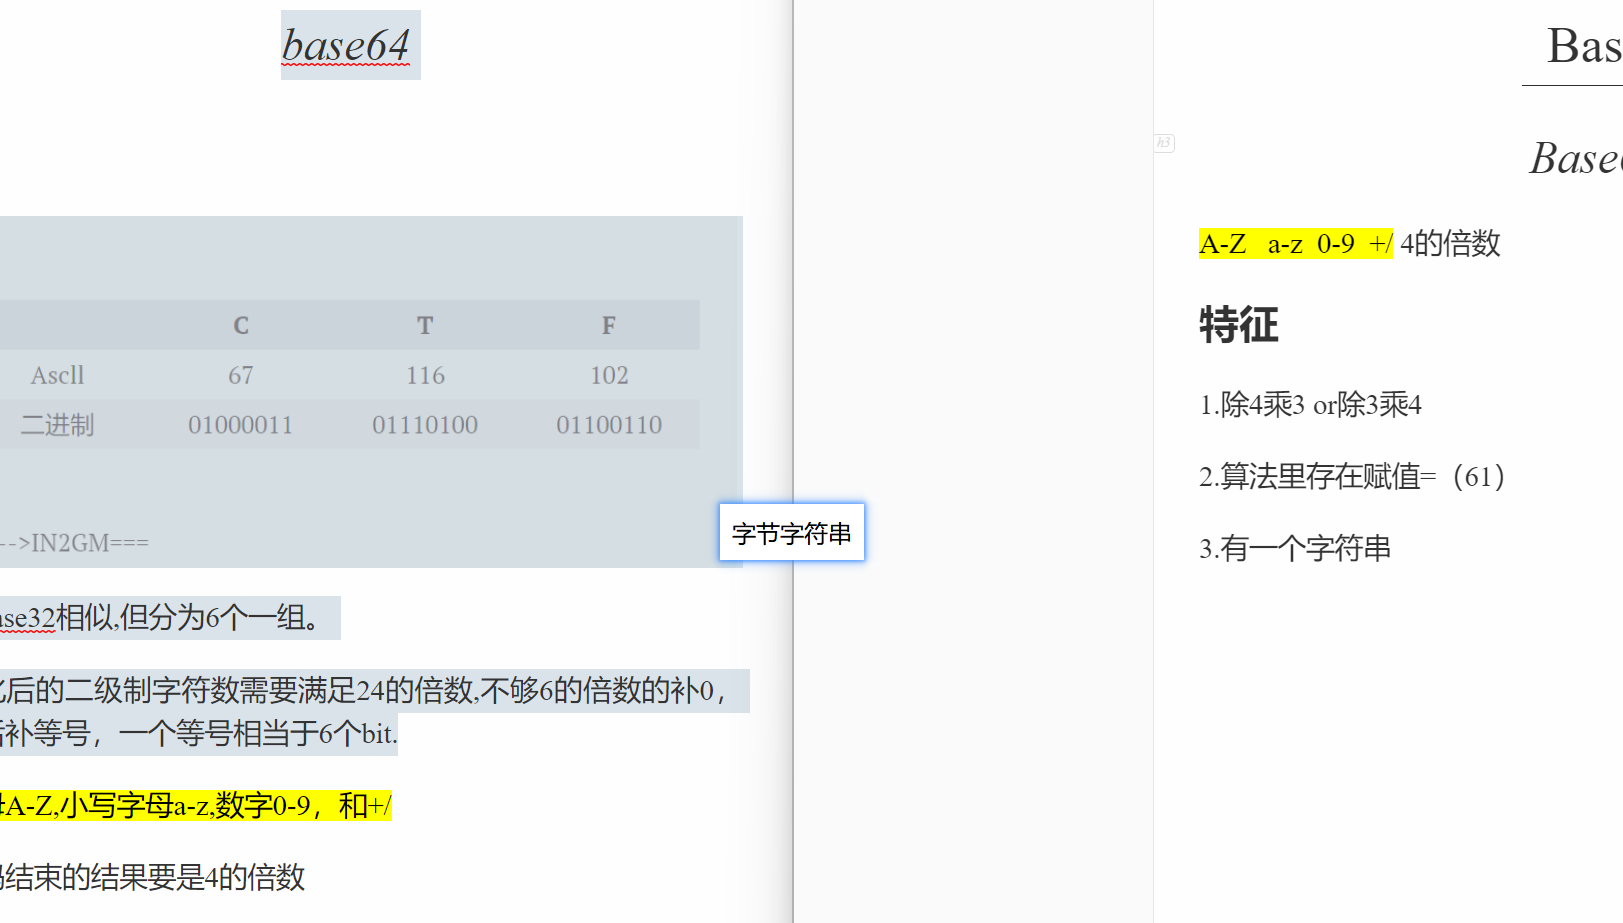 base64
C T F
Ascll 67 116 102
二进制 01000011 01110100 01100110
-->IN2GM===
字节字符串
ase32相似,但分为6个一组。
后的二级制字符数需要满足24的倍数,不够6的倍数的补0，
补等号，一个等号相当于6个bit.
A-Z,小写字母a-z,数字0-9，和+/
结束的结果要是4的倍数
Bas
h3
Base
A-Z a-z 0-9 +/ 4的倍数
特征
1.除4乘3 or除3乘4
2.算法里存在赋值=（61）
3.有一个字符串